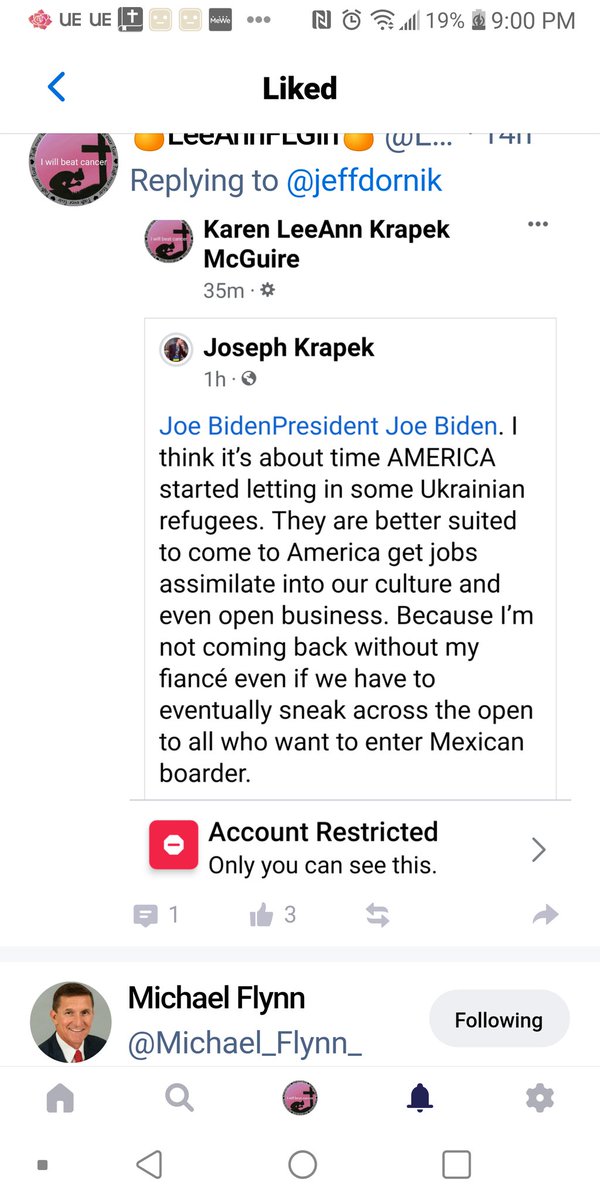 UE UE MeWe 19% 9:00 PM
Liked
LeeAnnFLGirl @L... · 14h
I will beat cancer
Replying to @jeffdornik
Karen LeeAnn Krapek
McGuire
35m ·
Joseph Krapek
1h ·
Joe BidenPresident Joe Biden. I
think it’s about time AMERICA
started letting in some Ukrainian
refugees. They are better suited
to come to America get jobs
assimilate into our culture and
even open business. Because I’m
not coming back without my
fiancé even if we have to
eventually sneak across the open
to all who want to enter Mexican
boarder.
Account Restricted
Only you can see this.
1 3
Michael Flynn
Following
@Michael_Flynn_